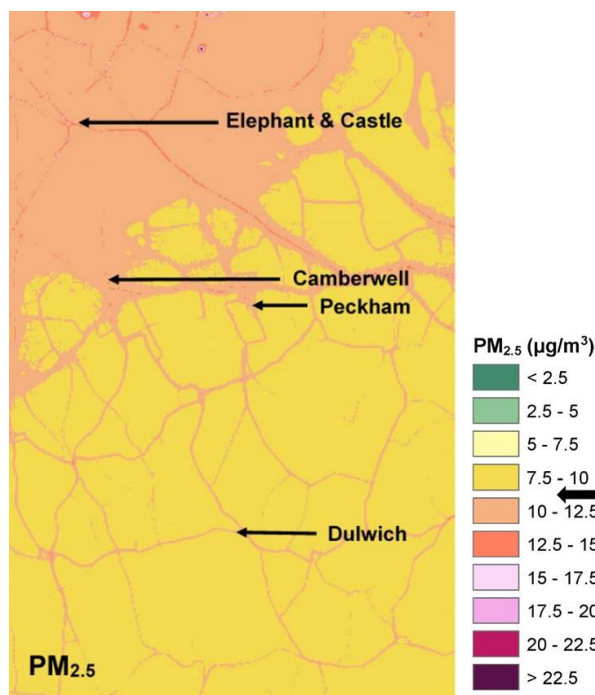 Elephant & Castle
Camberwell
Peckham
Dulwich
PM2.5
PM2.5 (µg/m3)
< 2.5
2.5 - 5
5 - 7.5
7.5 - 10
10 - 12.5
12.5 - 15
15 - 17.5
17.5 - 20
20 - 22.5
> 22.5